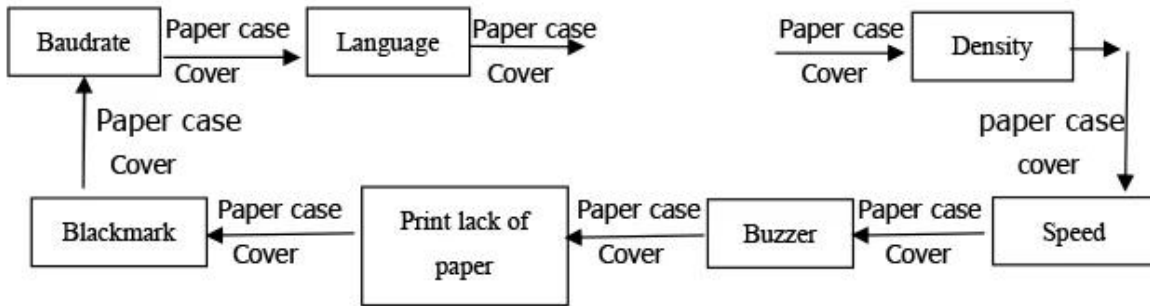 Baudrate
Paper case
Cover
Language
Paper case
Cover
Paper case
Cover
Density
Paper case
Cover
paper case
cover
Blackmark
Paper case
Cover
Print lack of
paper
Paper case
Cover
Buzzer
Paper case
Cover
Speed